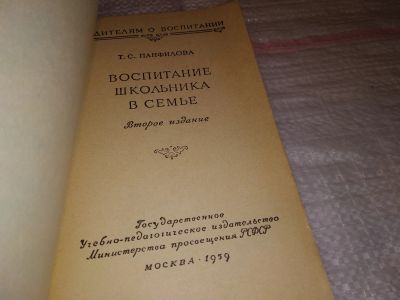 ДИТЕЛЯМ О ВОСПИТАНИИ
Т. С. ПАНФИЛОВА
ВОСПИТАНИЕ
ШКОЛЬНИКА
В СЕМЬЕ
Второе издание
Государственное
Учебно-педагогическое издательство
Министерства просвещения РСФСР
МОСКВА · 1959